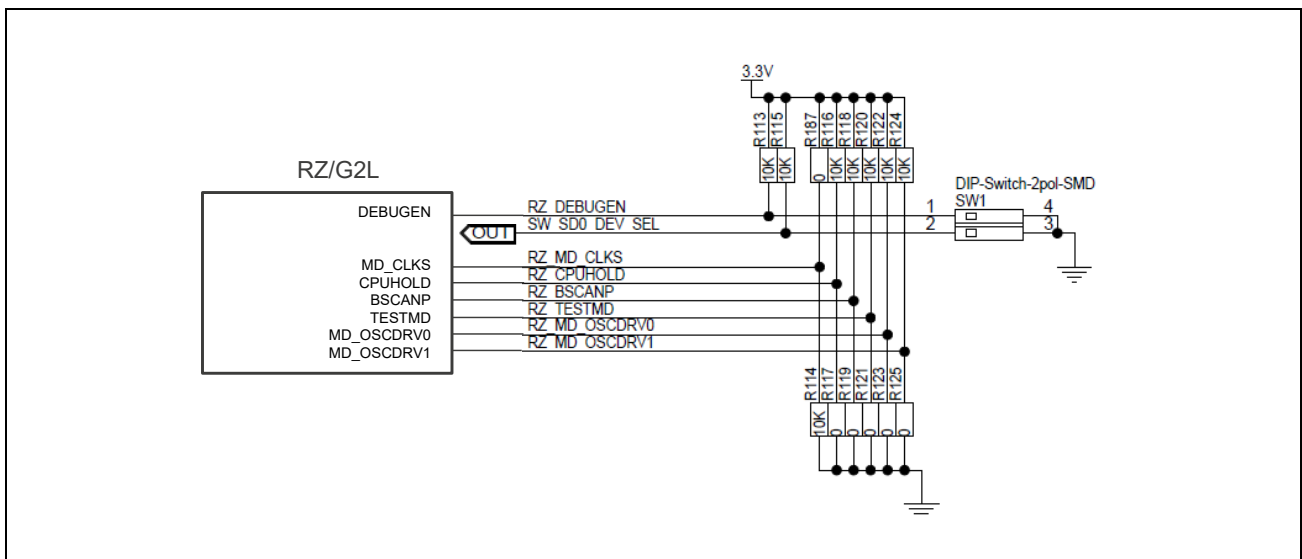 3.3V
R113
R115
R187
R116
R118
R120
R122
R124
10K
10K
0
10K
10K
10K
10K
10K
RZ/G2L
DIP-Switch-2pol-SMD
SW1
DEBUGEN
RZ_DEBUGEN
1
4
OUT
SW_SD0_DEV_SEL
2
3
MD_CLKS
RZ_MD_CLKS
CPUHOLD
RZ_CPUHOLD
BSCANP
RZ_BSCANP
TESTMD
RZ_TESTMD
MD_OSCDRV0
RZ_MD_OSCDRV0
MD_OSCDRV1
RZ_MD_OSCDRV1
R114
R117
R119
R121
R123
R125
10K
0
0
0
0
0